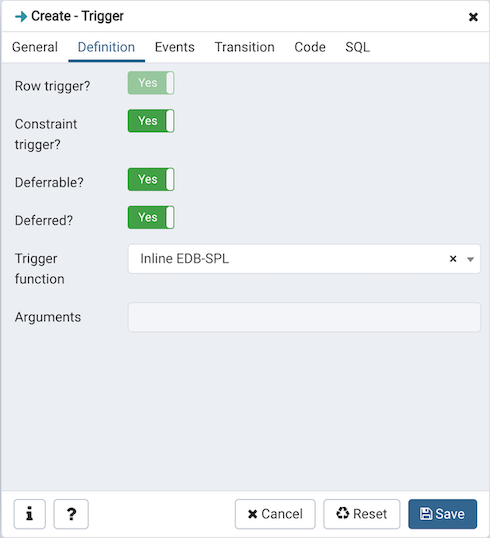 Create - Trigger
General Definition Events Transition Code SQL
Row trigger? Yes
Constraint trigger? Yes
Deferrable? Yes
Deferred? Yes
Trigger function Inline EDB-SPL
Arguments
i ? Cancel Reset Save